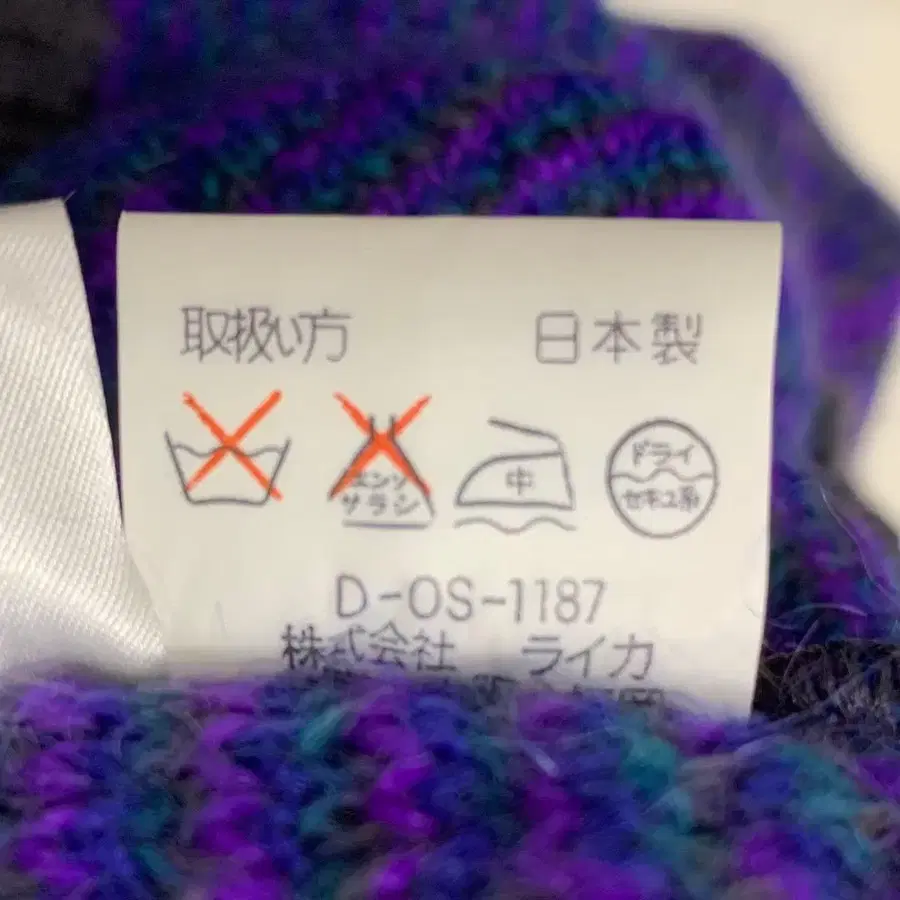 取扱い方 日本製
エンソ
サラシ
中
ドライ
セキユ系
D-OS-1187
株式会社 ライカ